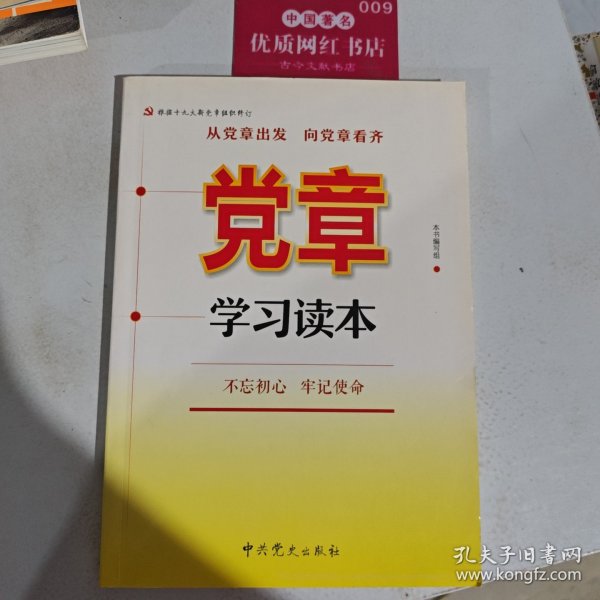 009
中国著名
优质网红书店
古今文献书店
根据十九大新党章组织修订
从党章出发 向党章看齐
党章
本书编写组
学习读本
不忘初心 牢记使命
中共党史出版社
孔夫子旧书网
www.kongfz.com